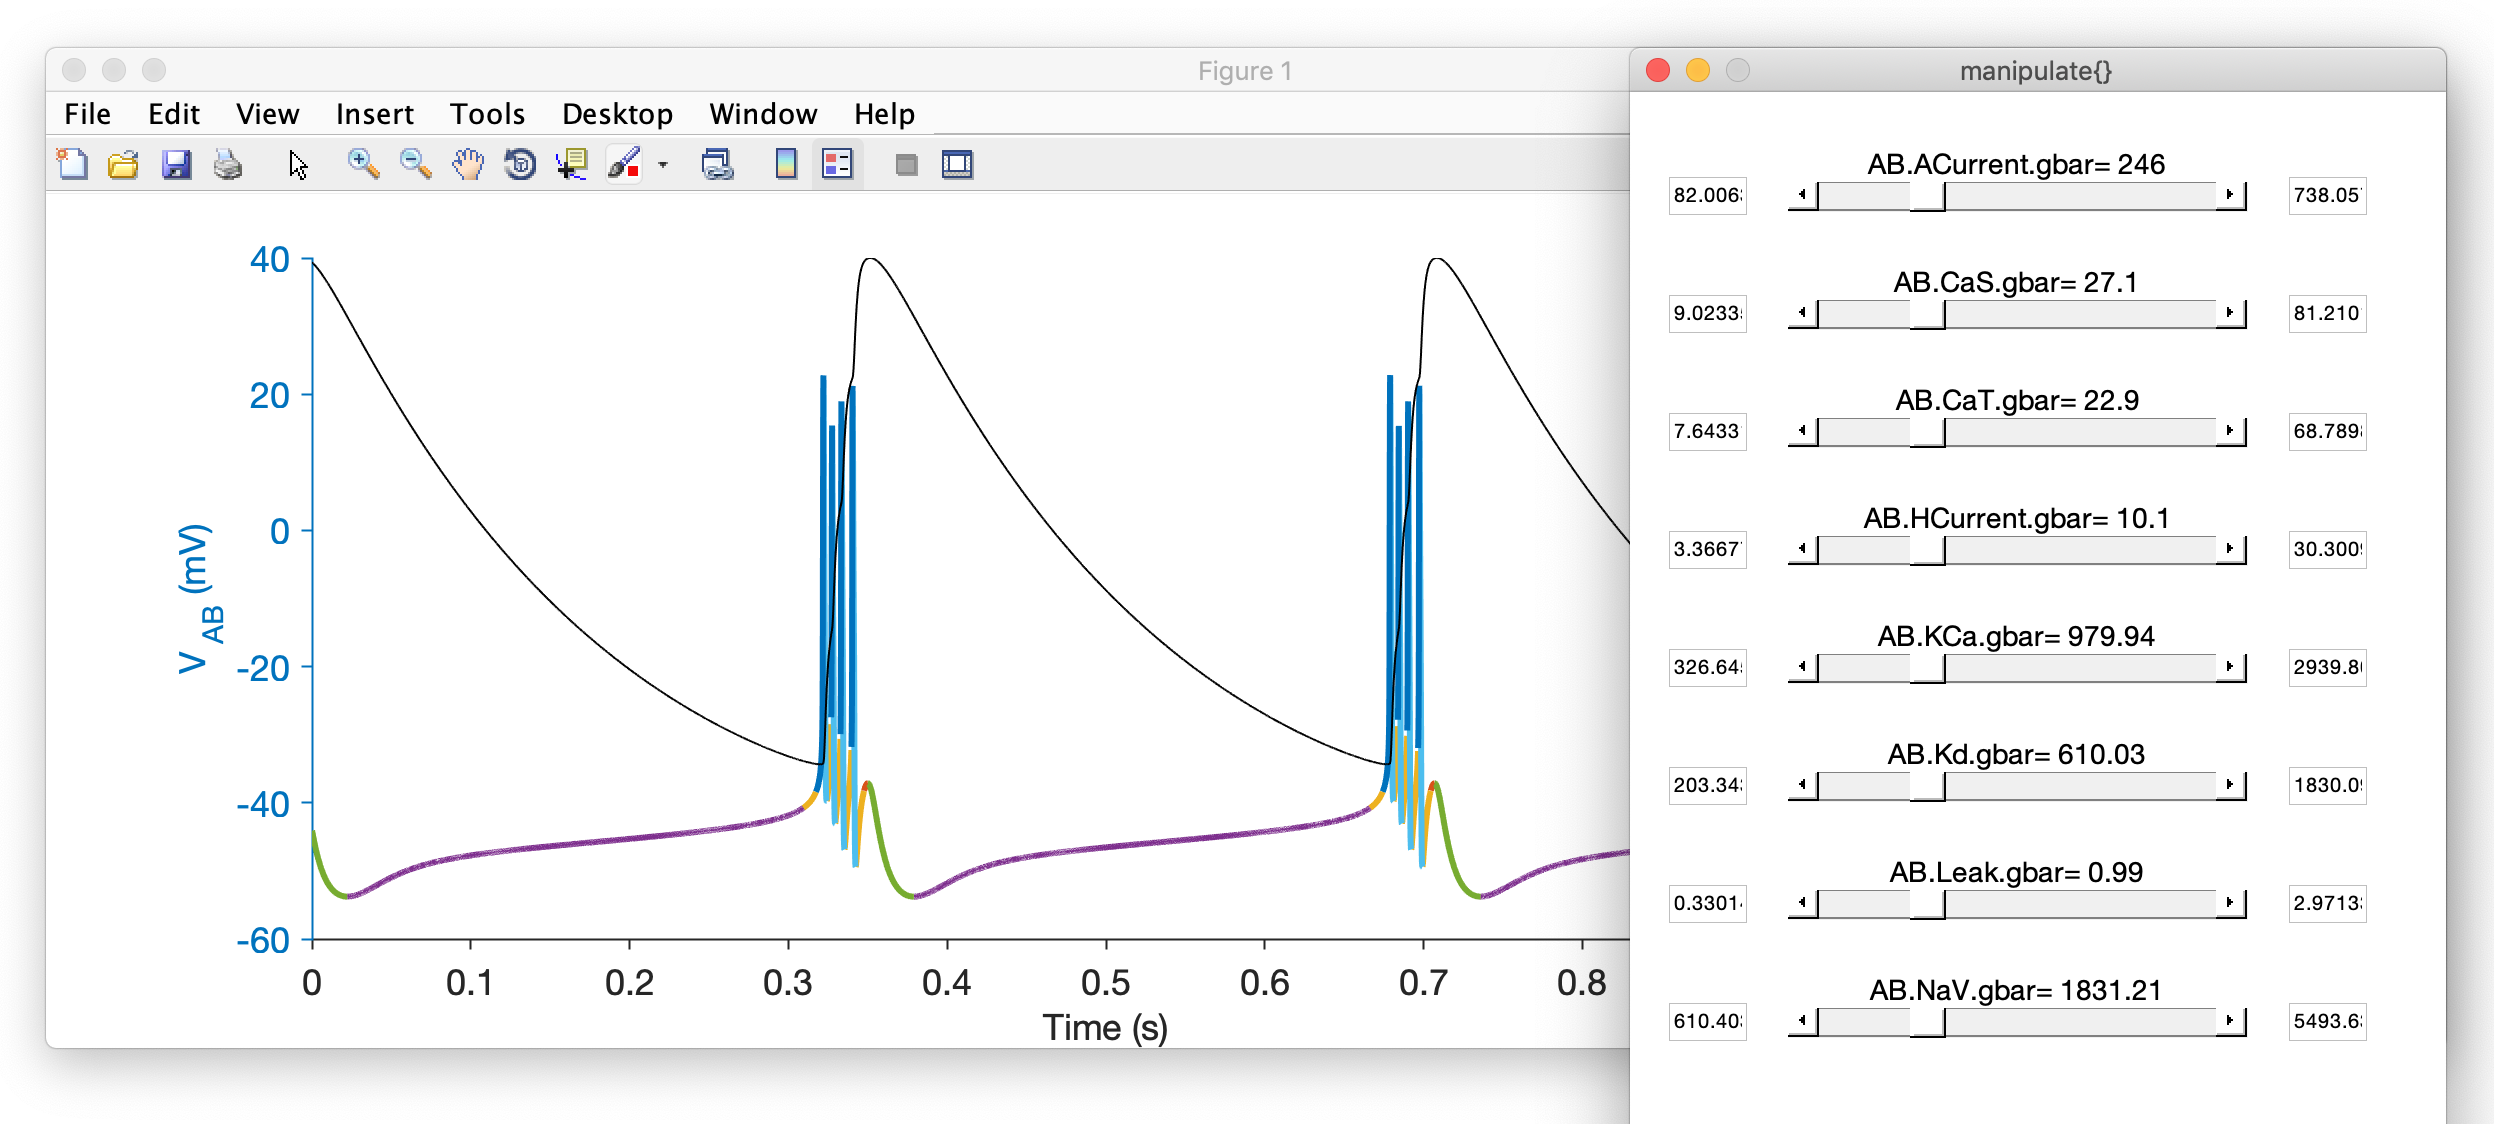 Figure 1
File Edit View Insert Tools Desktop Window Help
40
20
0
-20
-40
-60
V AB (mV)
0 0.1 0.2 0.3 0.4 0.5 0.6 0.7 0.8
Time (s)
manipulate{}
AB.ACurrent.gbar= 246
82.006 738.05
AB.CaS.gbar= 27.1
9.0233 81.210
AB.CaT.gbar= 22.9
7.6433 68.789
AB.HCurrent.gbar= 10.1
3.3667 30.300
AB.KCa.gbar= 979.94
326.64 2939.8
AB.Kd.gbar= 610.03
203.34 1830.0
AB.Leak.gbar= 0.99
0.3301 2.9713
AB.NaV.gbar= 1831.21
610.40 5493.6